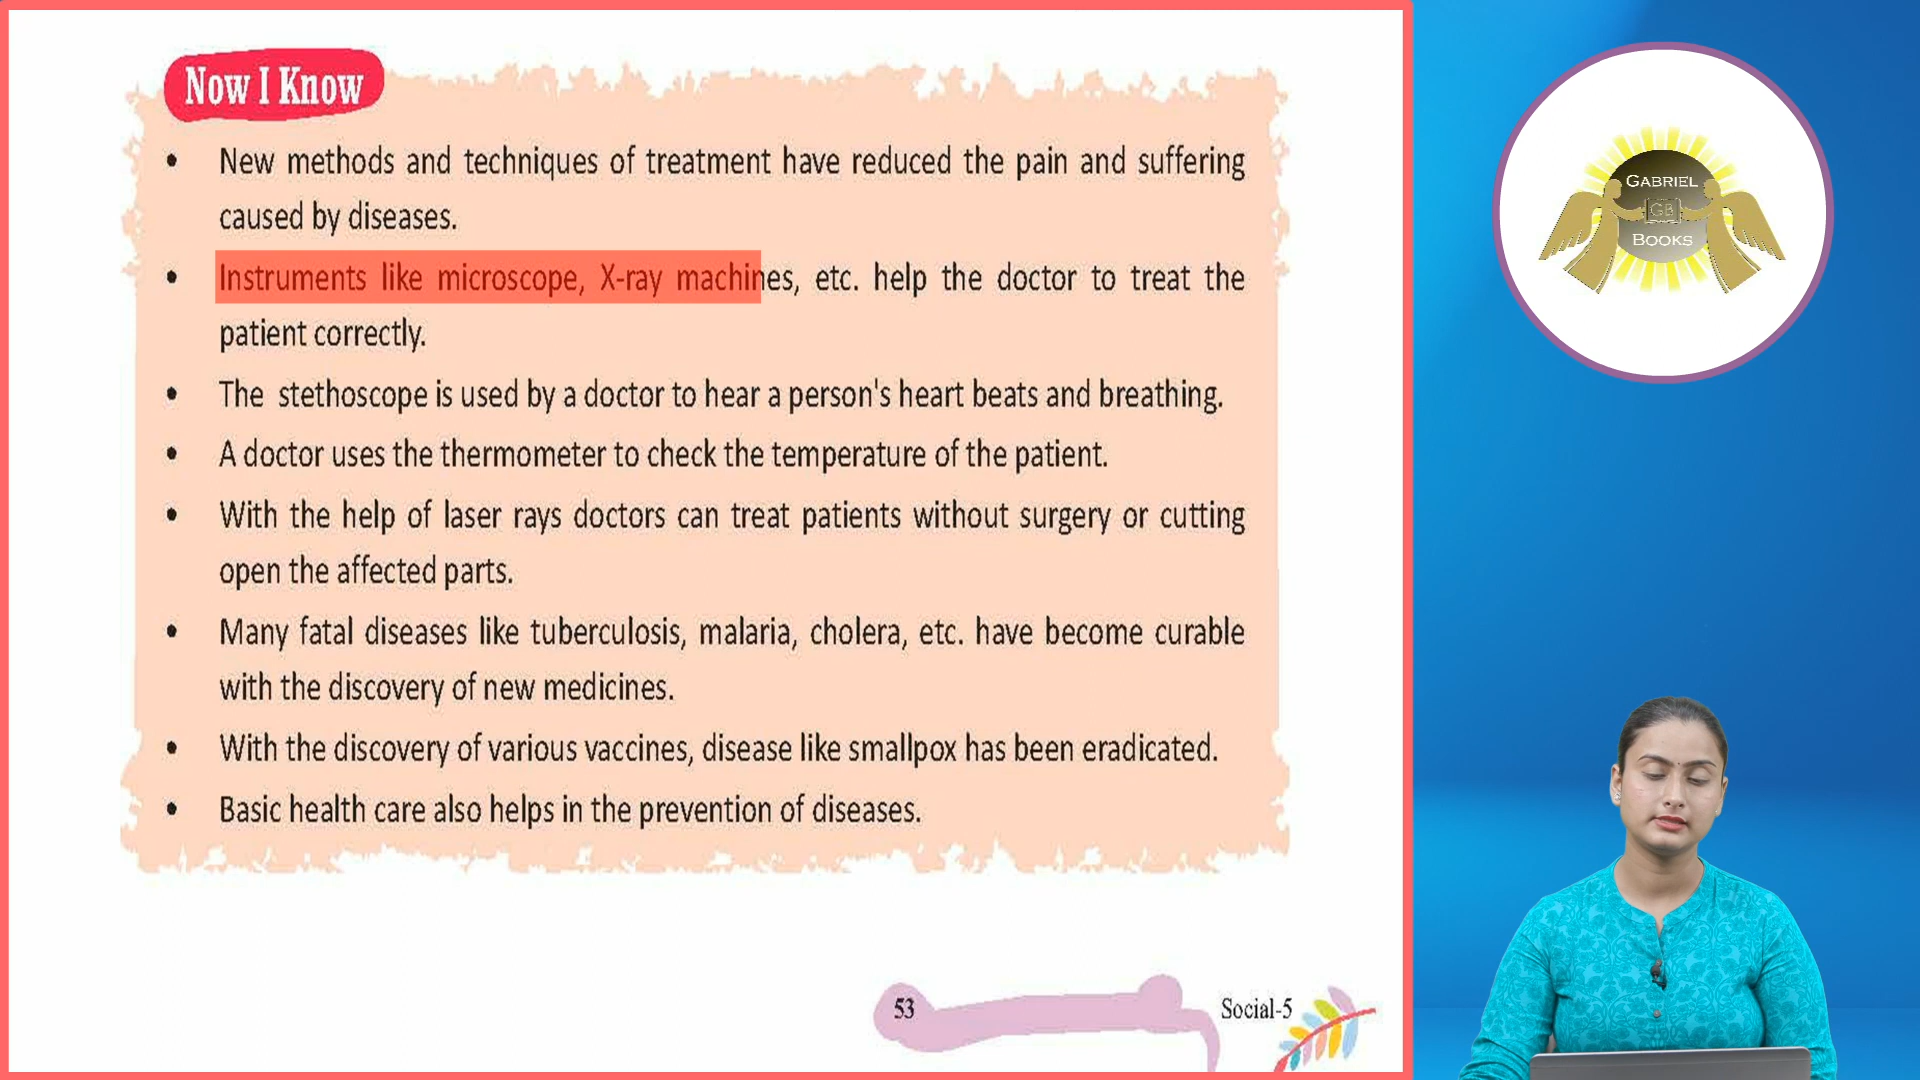 Now I Know
• New methods and techniques of treatment have reduced the pain and suffering
caused by diseases.
• Instruments like microscope, X-ray machines, etc. help the doctor to treat the
patient correctly.
• The stethoscope is used by a doctor to hear a person's heart beats and breathing.
• A doctor uses the thermometer to check the temperature of the patient.
• With the help of laser rays doctors can treat patients without surgery or cutting
open the affected parts.
• Many fatal diseases like tuberculosis, malaria, cholera, etc. have become curable
with the discovery of new medicines.
• With the discovery of various vaccines, disease like smallpox has been eradicated.
• Basic health care also helps in the prevention of diseases.
53
Social-5
GABRIEL
GB
BOOKS